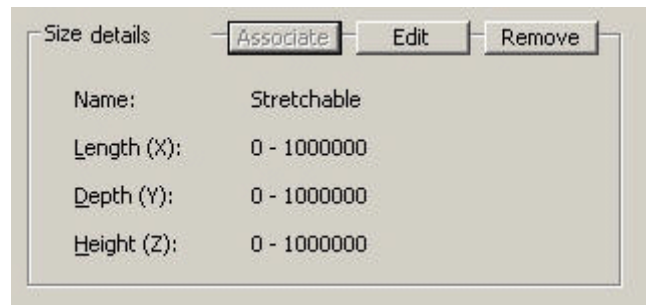 Size details Associate Edit Remove
Name: Stretchable
Length (X): 0 - 1000000
Depth (Y): 0 - 1000000
Height (Z): 0 - 1000000